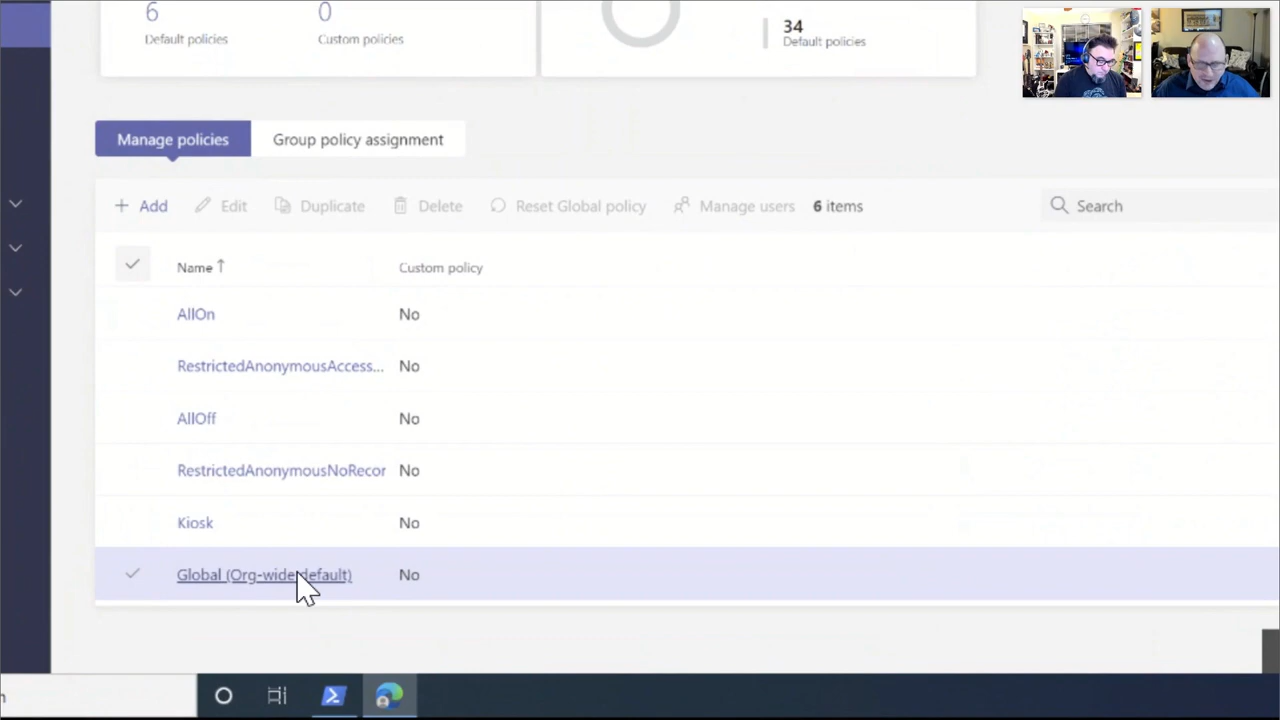 6
Default policies
0
Custom policies
34
Default policies
Manage policies
Group policy assignment
Add
Edit
Duplicate
Delete
Reset Global policy
Manage users
6 items
Search
Name
Custom policy
AllOn
No
RestrictedAnonymousAccess...
No
AllOff
No
RestrictedAnonymousNoRecor
No
Kiosk
No
Global (Org-wide default)
No